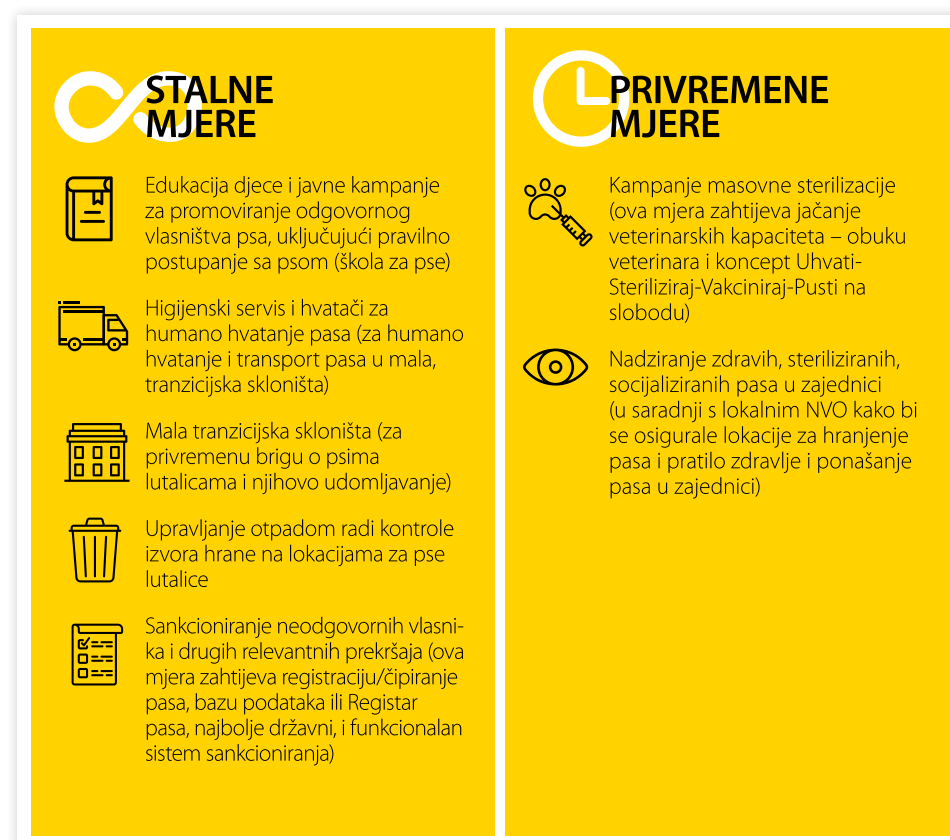 STALNE
MJERE
Edukacija djece i javne kampanje
za promoviranje odgovornog
vlasništva psa, uključujući pravilno
postupanje sa psom (škola za pse)
Higijenski servis i hvatači za
humano hvatanje pasa (za humano
hvatanje i transport pasa u mala,
tranzicijska skloništa)
Mala tranzicijska skloništa (za
privremenu brigu o psima
lutalicama i njihovo udomljavanje)
Upravljanje otpadom radi kontrole
izvora hrane na lokacijama za pse
lutalice
Sankcioniranje neodgovornih vlasni-
ka i drugih relevantnih prekršaja (ova
mjera zahtijeva registraciju/čipiranje
pasa, bazu podataka ili Registar
pasa, najbolje državni, i funkcionalan
sistem sankcioniranja)
PRIVREMENE
MJERE
Kampanje masovne sterilizacije
(ova mjera zahtijeva jačanje
veterinarskih kapaciteta – obuku
veterinara i koncept Uhvati-
Steriliziraj-Vakciniraj-Pusti na
slobodu)
Nadziranje zdravih, steriliziranih,
socijaliziranih pasa u zajednici
(u saradnji s lokalnim NVO kako bi
se osigurale lokacije za hranjenje
pasa i pratilo zdravlje i ponašanje
pasa u zajednici)